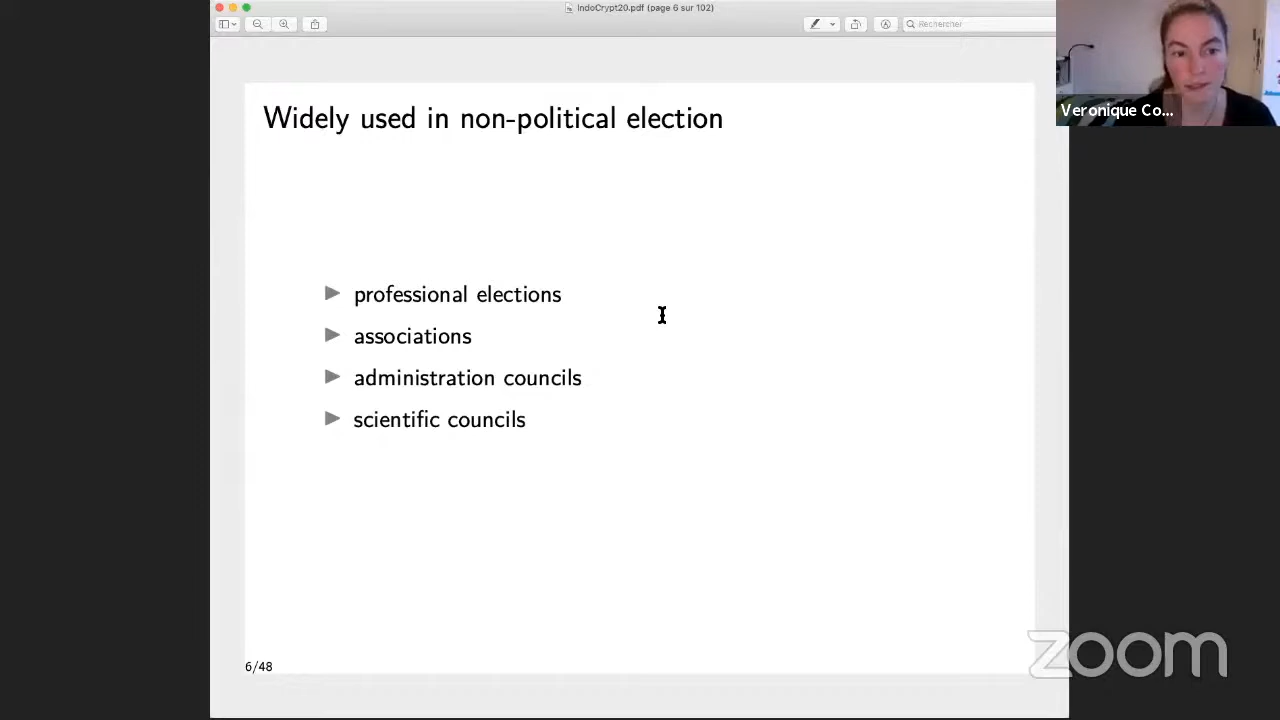 IndoCrypt20.pdf (page 6 sur 102)
Rechercher
Veronique Co...
Widely used in non-political election
professional elections
associations
administration councils
scientific councils
6/48
zoom